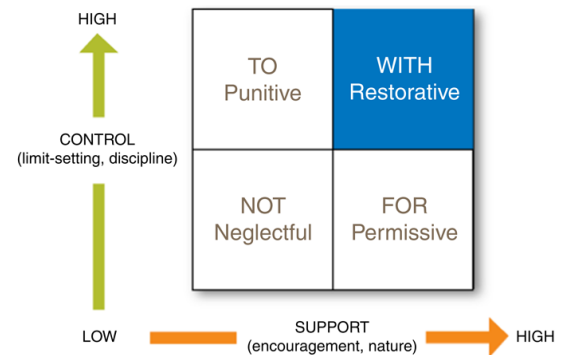 HIGH
TO
Punitive
WITH
Restorative
CONTROL
(limit-setting, discipline)
NOT
Neglectful
FOR
Permissive
LOW
SUPPORT
(encouragement, nature)
HIGH